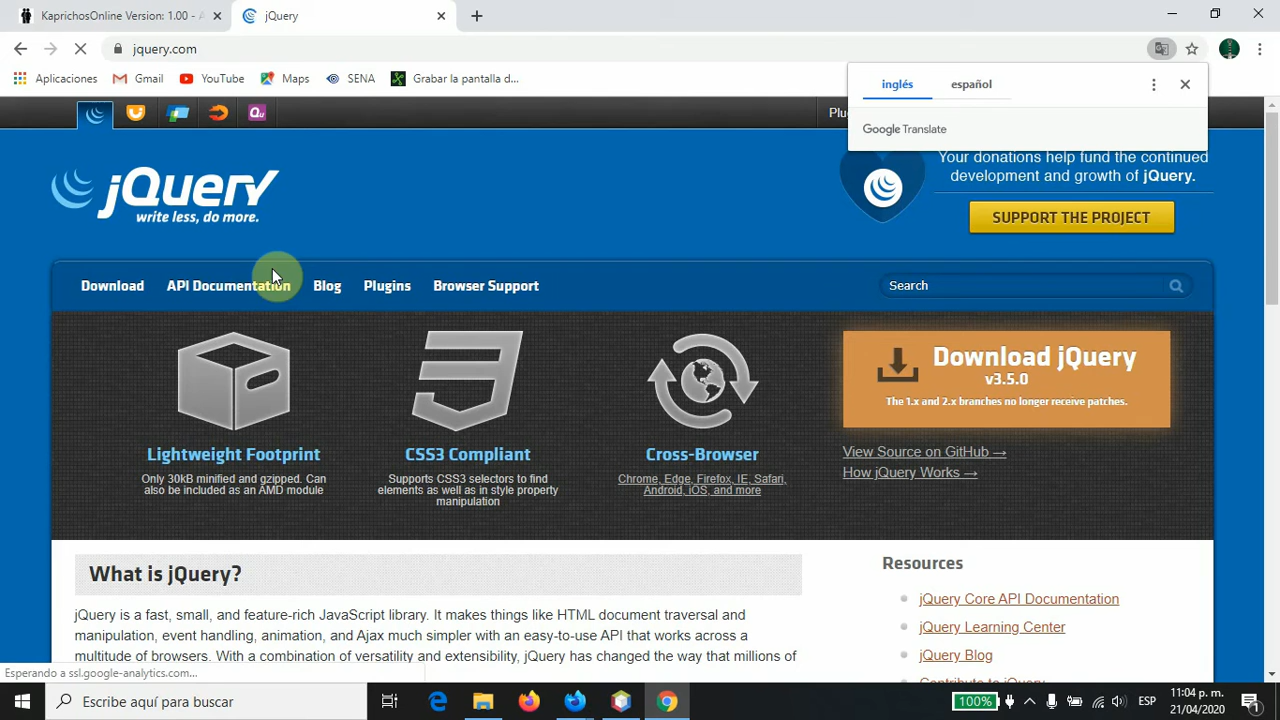 KaprichosOnline Version: 1.00 - A
jQuery
jquery.com
Aplicaciones
Gmail
YouTube
Maps
SENA
Grabar la pantalla d...
inglés
español
Google Translate
Qu
Plu
jQuery
write less, do more.
Your donations help fund the continued
development and growth of jQuery.
SUPPORT THE PROJECT
Download
API Documentation
Blog
Plugins
Browser Support
Search
Lightweight Footprint
Only 30kB minified and gzipped. Can
also be included as an AMD module
CSS3 Compliant
Supports CSS3 selectors to find
elements as well as in style property
manipulation
Cross-Browser
Chrome, Edge, Firefox, IE, Safari,
Android, iOS, and more
Download jQuery
v3.5.0
The 1.x and 2.x branches no longer receive patches.
View Source on GitHub →
How jQuery Works →
What is jQuery?
jQuery is a fast, small, and feature-rich JavaScript library. It makes things like HTML document traversal and
manipulation, event handling, animation, and Ajax much simpler with an easy-to-use API that works across a
multitude of browsers. With a combination of versatility and extensibility, jQuery has changed the way that millions of
Resources
jQuery Core API Documentation
jQuery Learning Center
jQuery Blog
Contribute to jQuery
Esperando a ssl.google-analytics.com...
Escribe aquí para buscar
100%
ESP
11:04 p. m.
21/04/2020
1